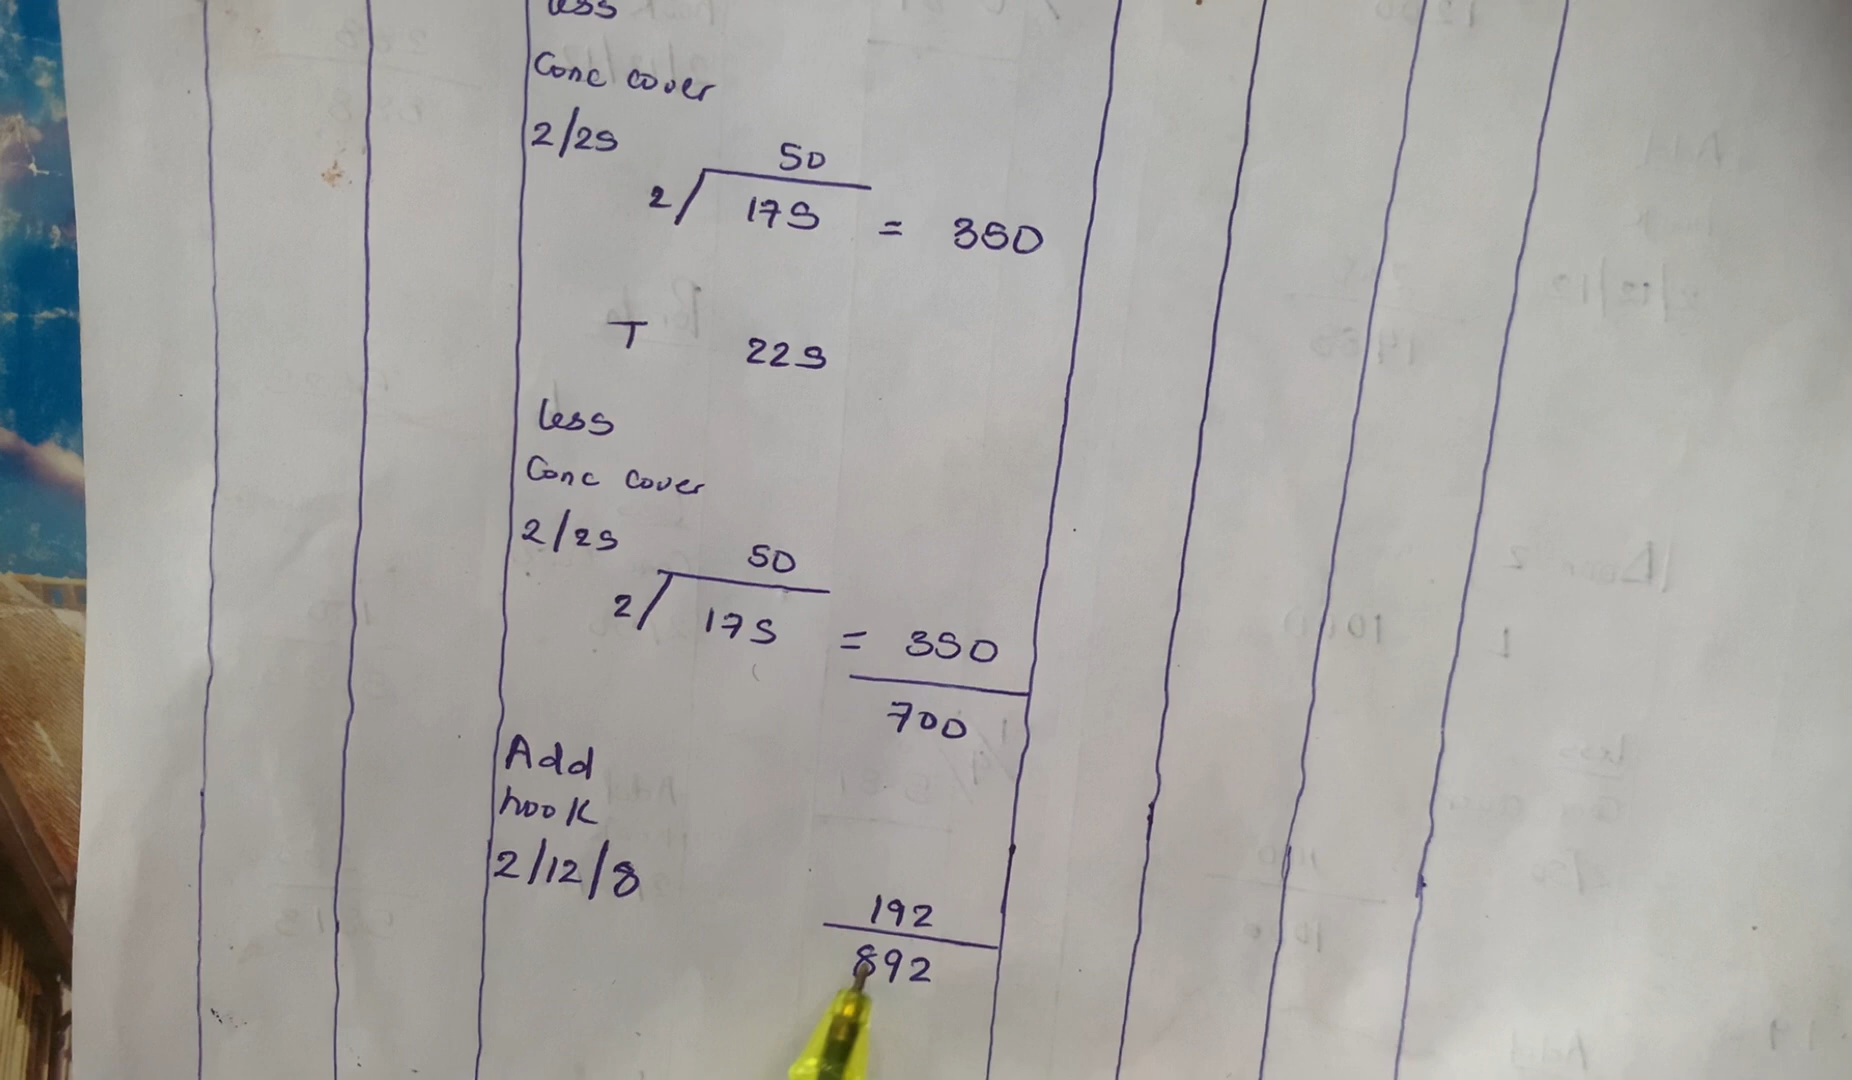 less
Conc cover
2/25
50
2/ 175 = 350
T 225
less
Conc cover
2/25
50
2/ 175 = 350
700
Add
hook
2/12/8
192
892